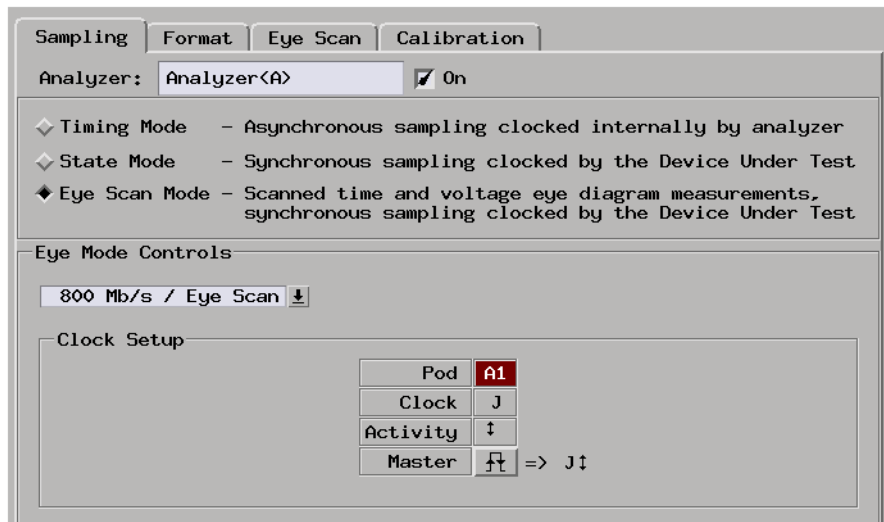 Sampling Format Eye Scan Calibration
Analyzer: Analyzer<A> On
Timing Mode – Asynchronous sampling clocked internally by analyzer
State Mode – Synchronous sampling clocked by the Device Under Test
Eye Scan Mode – Scanned time and voltage eye diagram measurements,
synchronous sampling clocked by the Device Under Test
Eye Mode Controls
800 Mb/s / Eye Scan
Clock Setup
Pod A1
Clock J
Activity ↕
Master => J↕